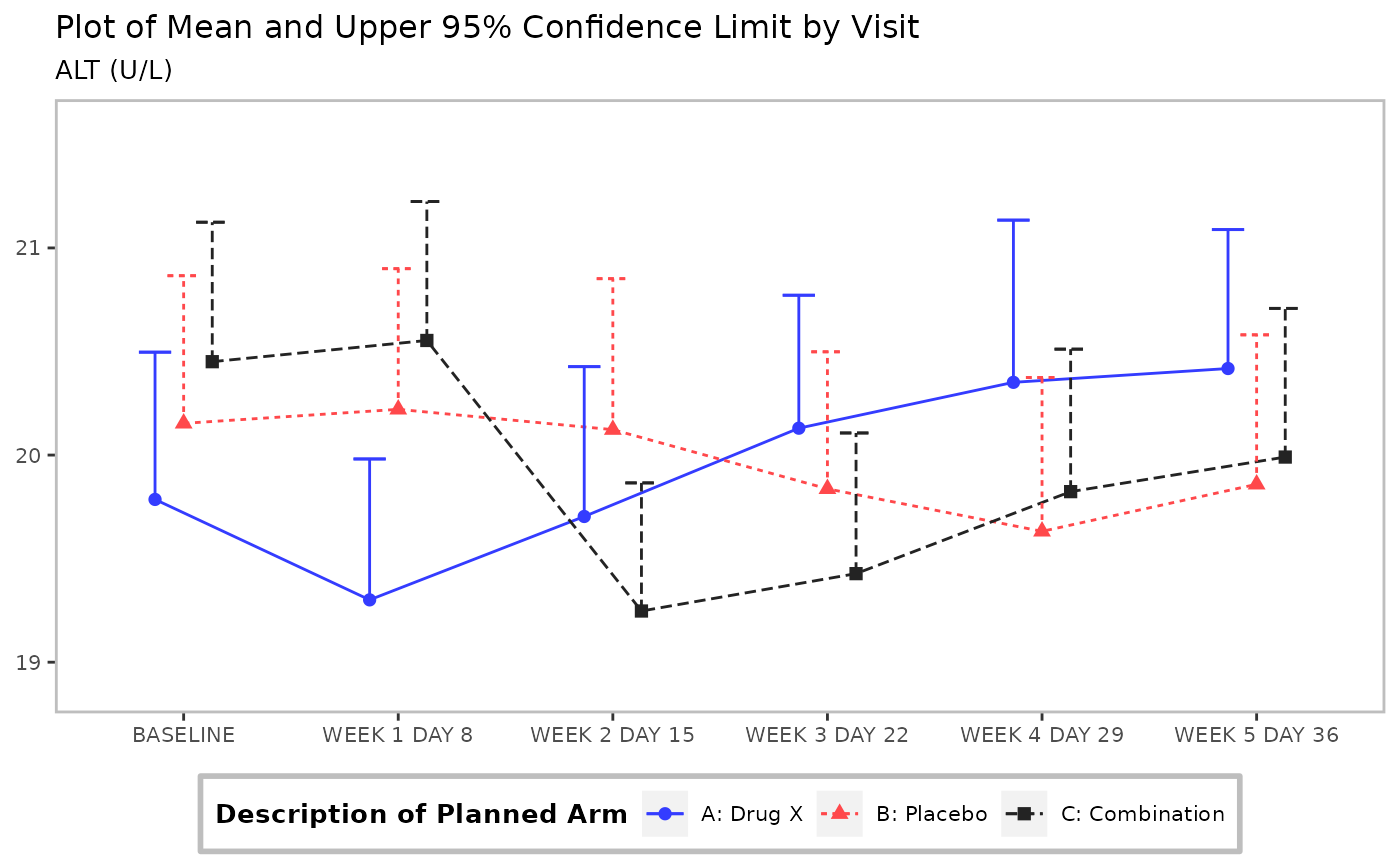 Plot of Mean and Upper 95% Confidence Limit by Visit
ALT (U/L)
21
20
19
BASELINE WEEK 1 DAY 8 WEEK 2 DAY 15 WEEK 3 DAY 22 WEEK 4 DAY 29 WEEK 5 DAY 36
Description of Planned Arm A: Drug X B: Placebo C: Combination